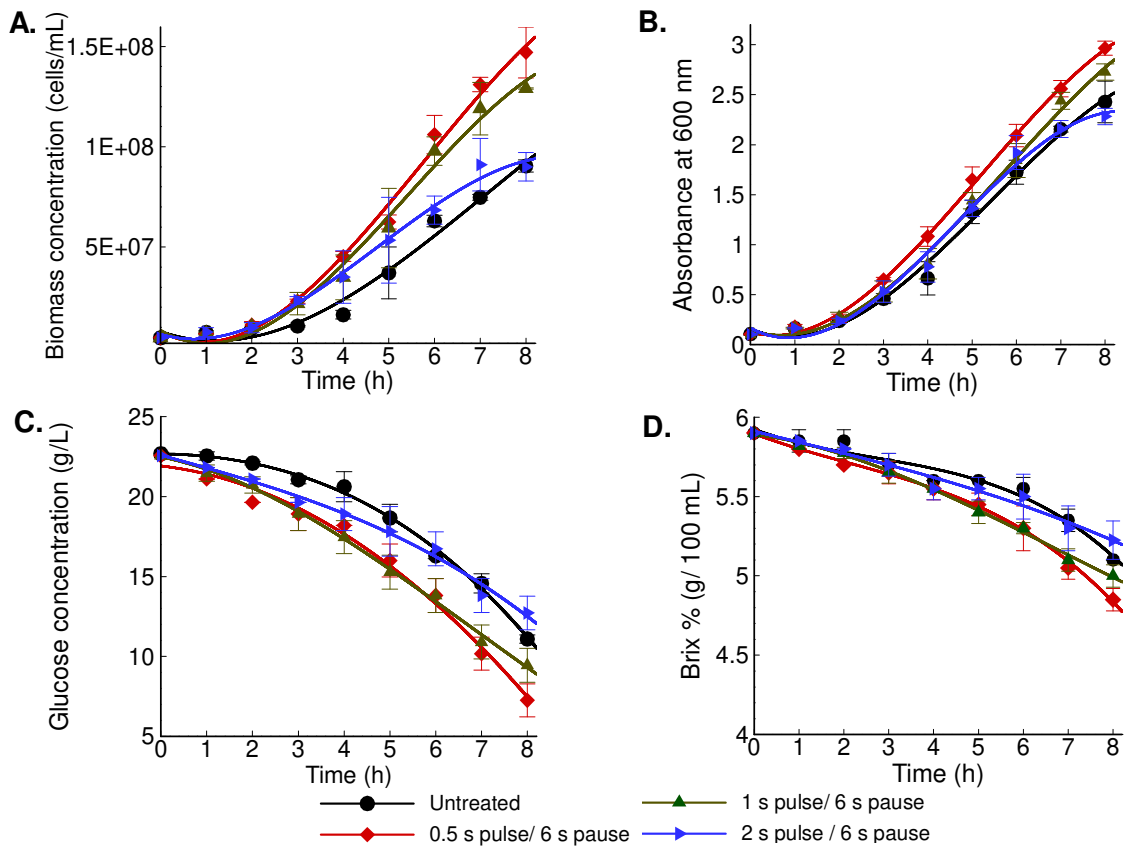 A.
Biomass concentration (cells/mL)
1.5E+08
1E+08
5E+07
0 1 2 3 4 5 6 7 8
Time (h)
B.
Absorbance at 600 nm
3
2.5
2
1.5
1
0.5
0
0 1 2 3 4 5 6 7 8
Time (h)
C.
Glucose concentration (g/L)
25
20
15
10
5
0 1 2 3 4 5 6 7 8
Time (h)
D.
Brix % (g/ 100 mL)
6
5.5
5
4.5
4
0 1 2 3 4 5 6 7 8
Time (h)
Untreated
1 s pulse/ 6 s pause
0.5 s pulse/ 6 s pause
2 s pulse / 6 s pause